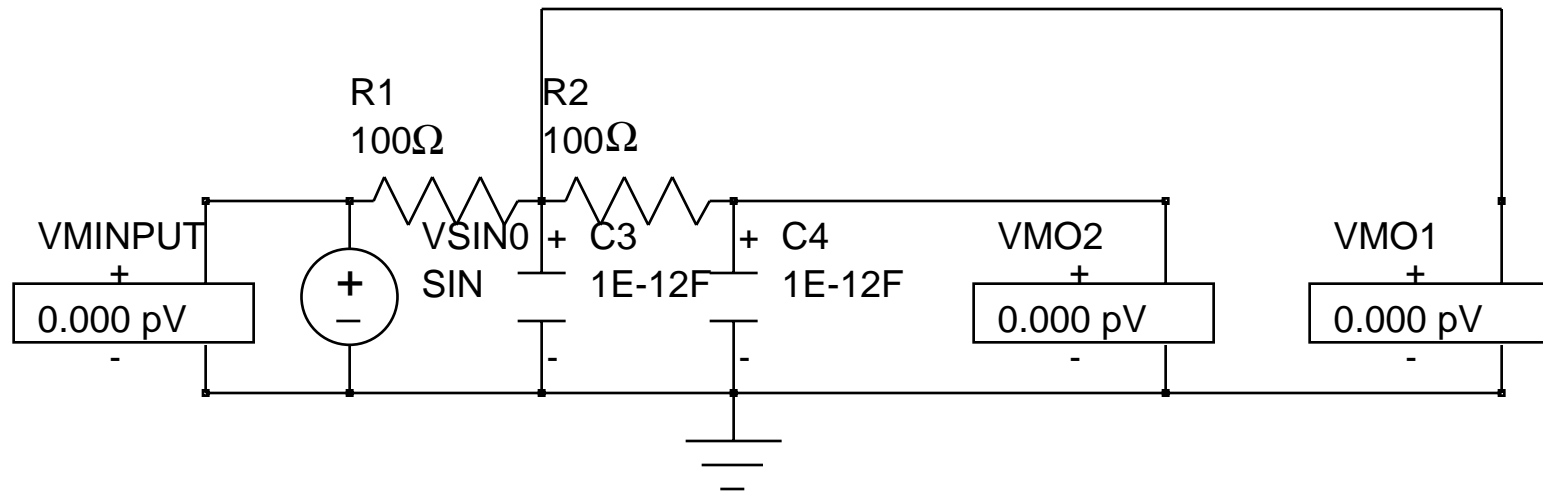 R1
100Ω
R2
100Ω
VMINPUT
+
0.000 pV
-
+
−
VSIN0
SIN
+
-
C3
1E-12F
+
-
C4
1E-12F
VMO2
+
0.000 pV
-
VMO1
+
0.000 pV
-